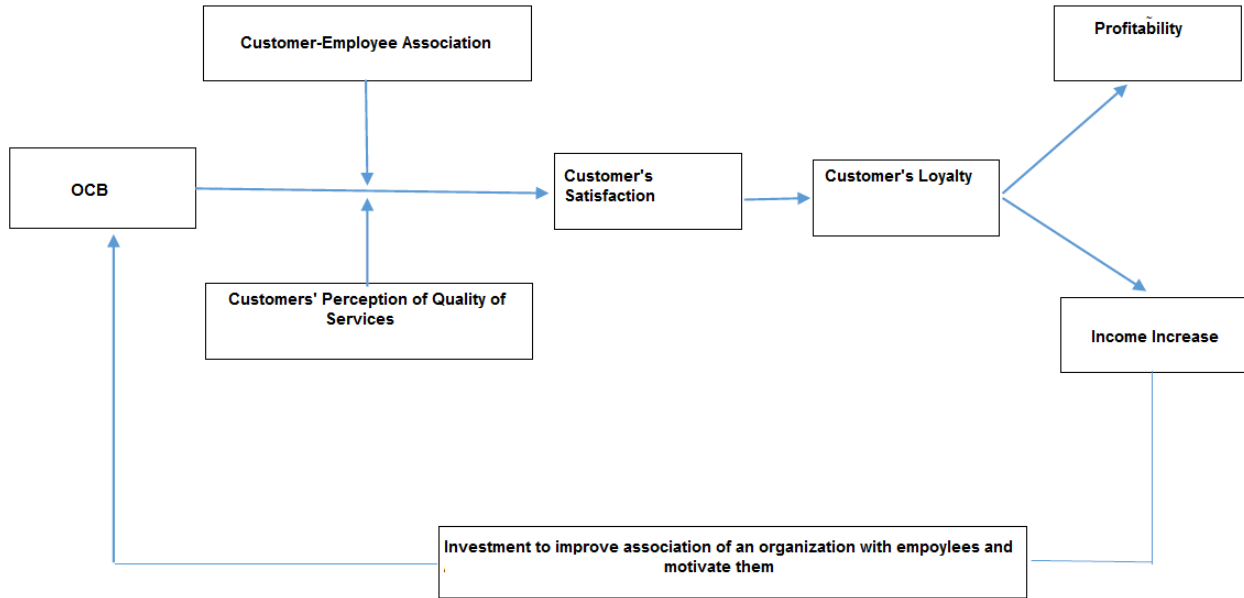 Customer-Employee Association
Profitability
OCB
Customer's
Satisfaction
Customer's Loyalty
Customers' Perception of Quality of
Services
Income Increase
Investment to improve association of an organization with empoylees and
motivate them